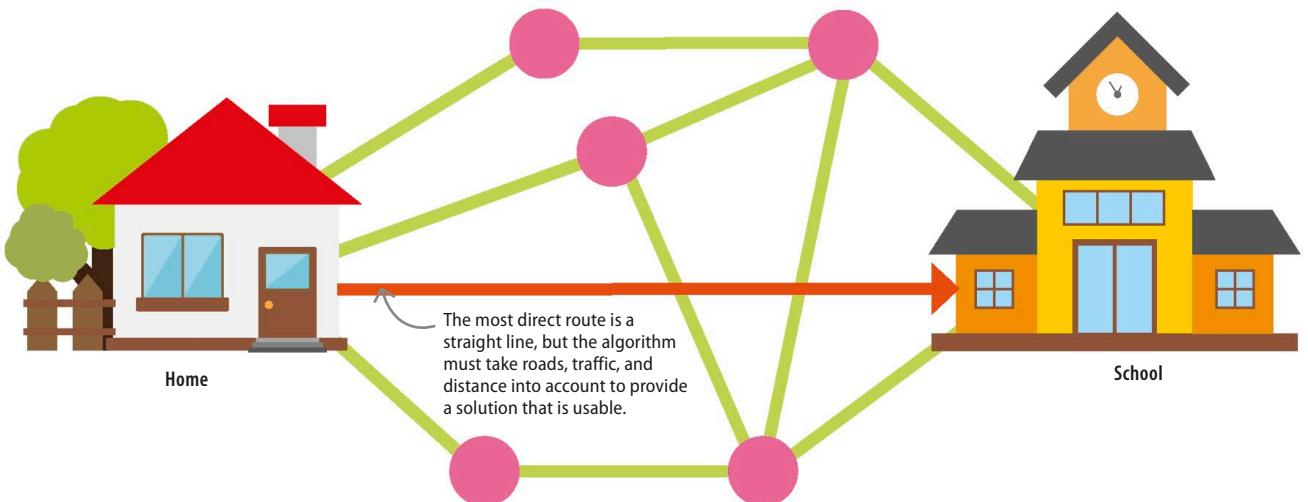 The most direct route is a
straight line, but the algorithm
must take roads, traffic, and
distance into account to provide
a solution that is usable.
Home
School